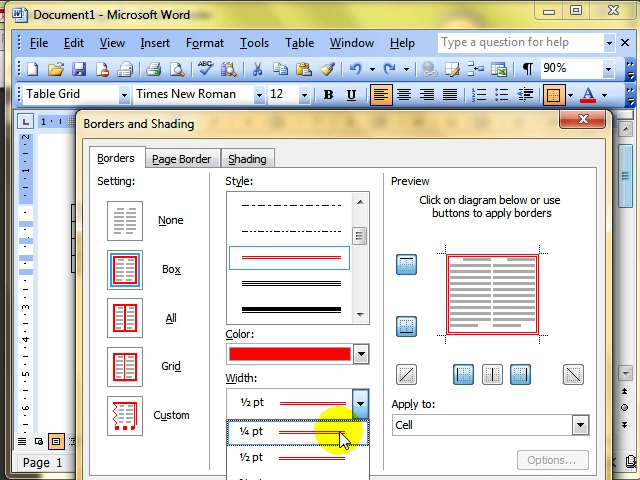 Document1 - Microsoft Word
File Edit View Insert Format Tools Table Window Help Type a question for help
90%
Table Grid Times New Roman 12 B I U A
Borders and Shading
Borders Page Border Shading
Setting:
None
Box
All
Grid
Custom
Style:
Color:
Width:
½ pt
¼ pt
½ pt
Preview
Click on diagram below or use
buttons to apply borders
Apply to:
Cell
Options...
Page 1